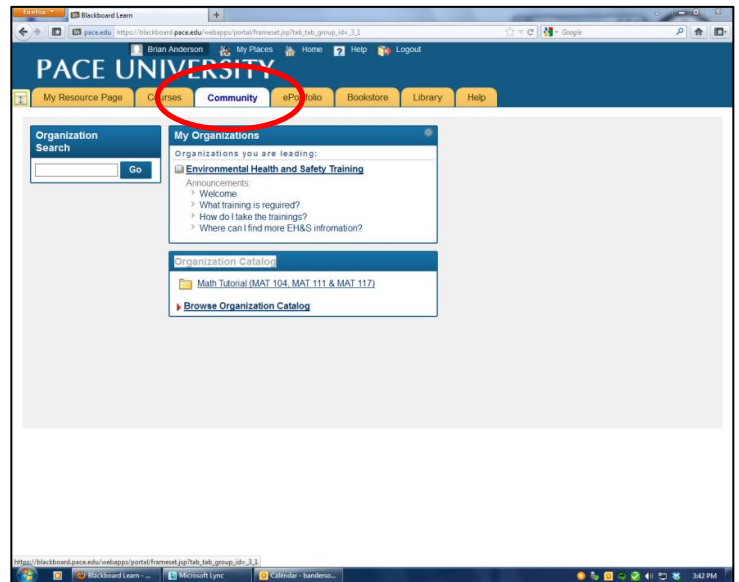 Firefox
Blackboard Learn
pace.edu https://blackboard.pace.edu/webapps/portal/frameset.jsp?tab_tab_group_id=_3_1
Google
Brian Anderson My Places Home Help Logout
PACE UNIVERSITY
My Resource Page Courses Community ePortfolio Bookstore Library Help
Organization Search
Go
My Organizations
Organizations you are leading:
Environmental Health and Safety Training
Announcements:
Welcome
What training is required?
How do I take the trainings?
Where can I find more EH&S infromation?
Organization Catalog
Math Tutorial (MAT 104, MAT 111 & MAT 117)
Browse Organization Catalog
https://blackboard.pace.edu/webapps/portal/frameset.jsp?tab_tab_group_id=_3_1
Blackboard Learn - ... Microsoft Lync Calendar - banderso... 3:42 PM